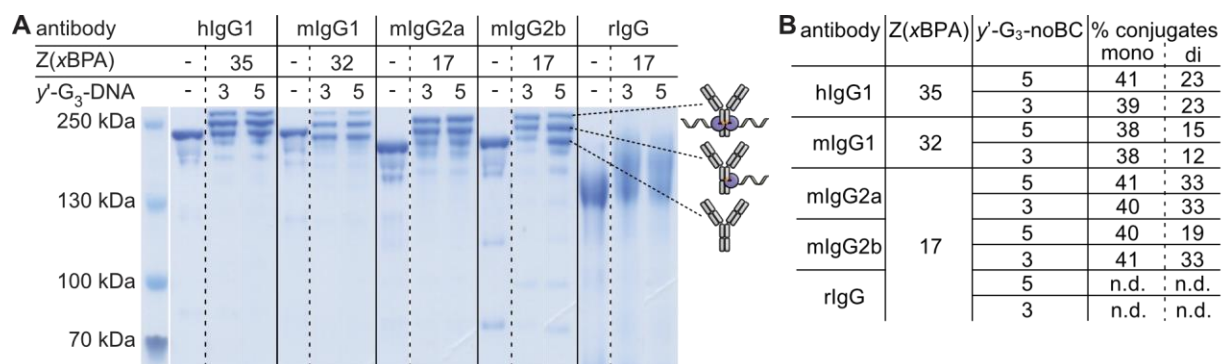 A
antibody hIgG1 mIgG1 mIgG2a mIgG2b rIgG
Z(xBPA) - 35 - 32 - 17 - 17 - 17
y'-G₃-DNA - 3 5 - 3 5 - 3 5 - 3 5 - 3 5
250 kDa
130 kDa
100 kDa
70 kDa
B
antibody Z(xBPA) y'-G₃-noBC % conjugates
mono di
hIgG1 35 5 41 23
3 39 23
mIgG1 32 5 38 15
3 38 12
mIgG2a 17 5 41 33
3 40 33
mIgG2b 5 40 19
3 41 33
rIgG 5 n.d. n.d.
3 n.d. n.d.